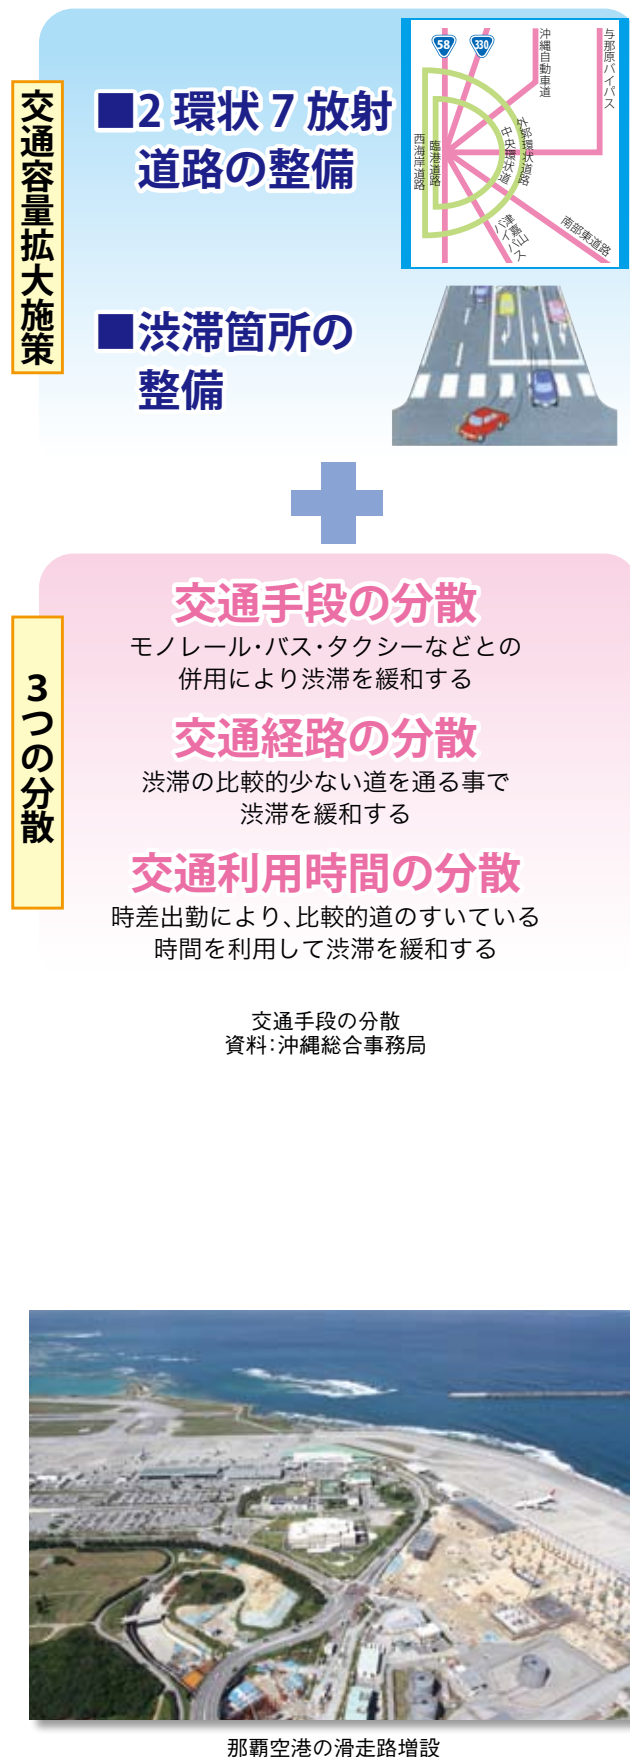 交通容量拡大施策
■2 環状 7 放射
道路の整備
58
330
沖縄自動車道
与那原バイパス
西海岸道路
臨港道路
中央環状道
外郭環状道路
津嘉山
バイパス
南部東道路
■渋滞箇所の
整備
3つの分散
交通手段の分散
モノレール・バス・タクシーなどとの
併用により渋滞を緩和する
交通経路の分散
渋滞の比較的少ない道を通る事で
渋滞を緩和する
交通利用時間の分散
時差出勤により、比較的道のすいている
時間を利用して渋滞を緩和する
交通手段の分散
資料:沖縄総合事務局
那覇空港の滑走路増設